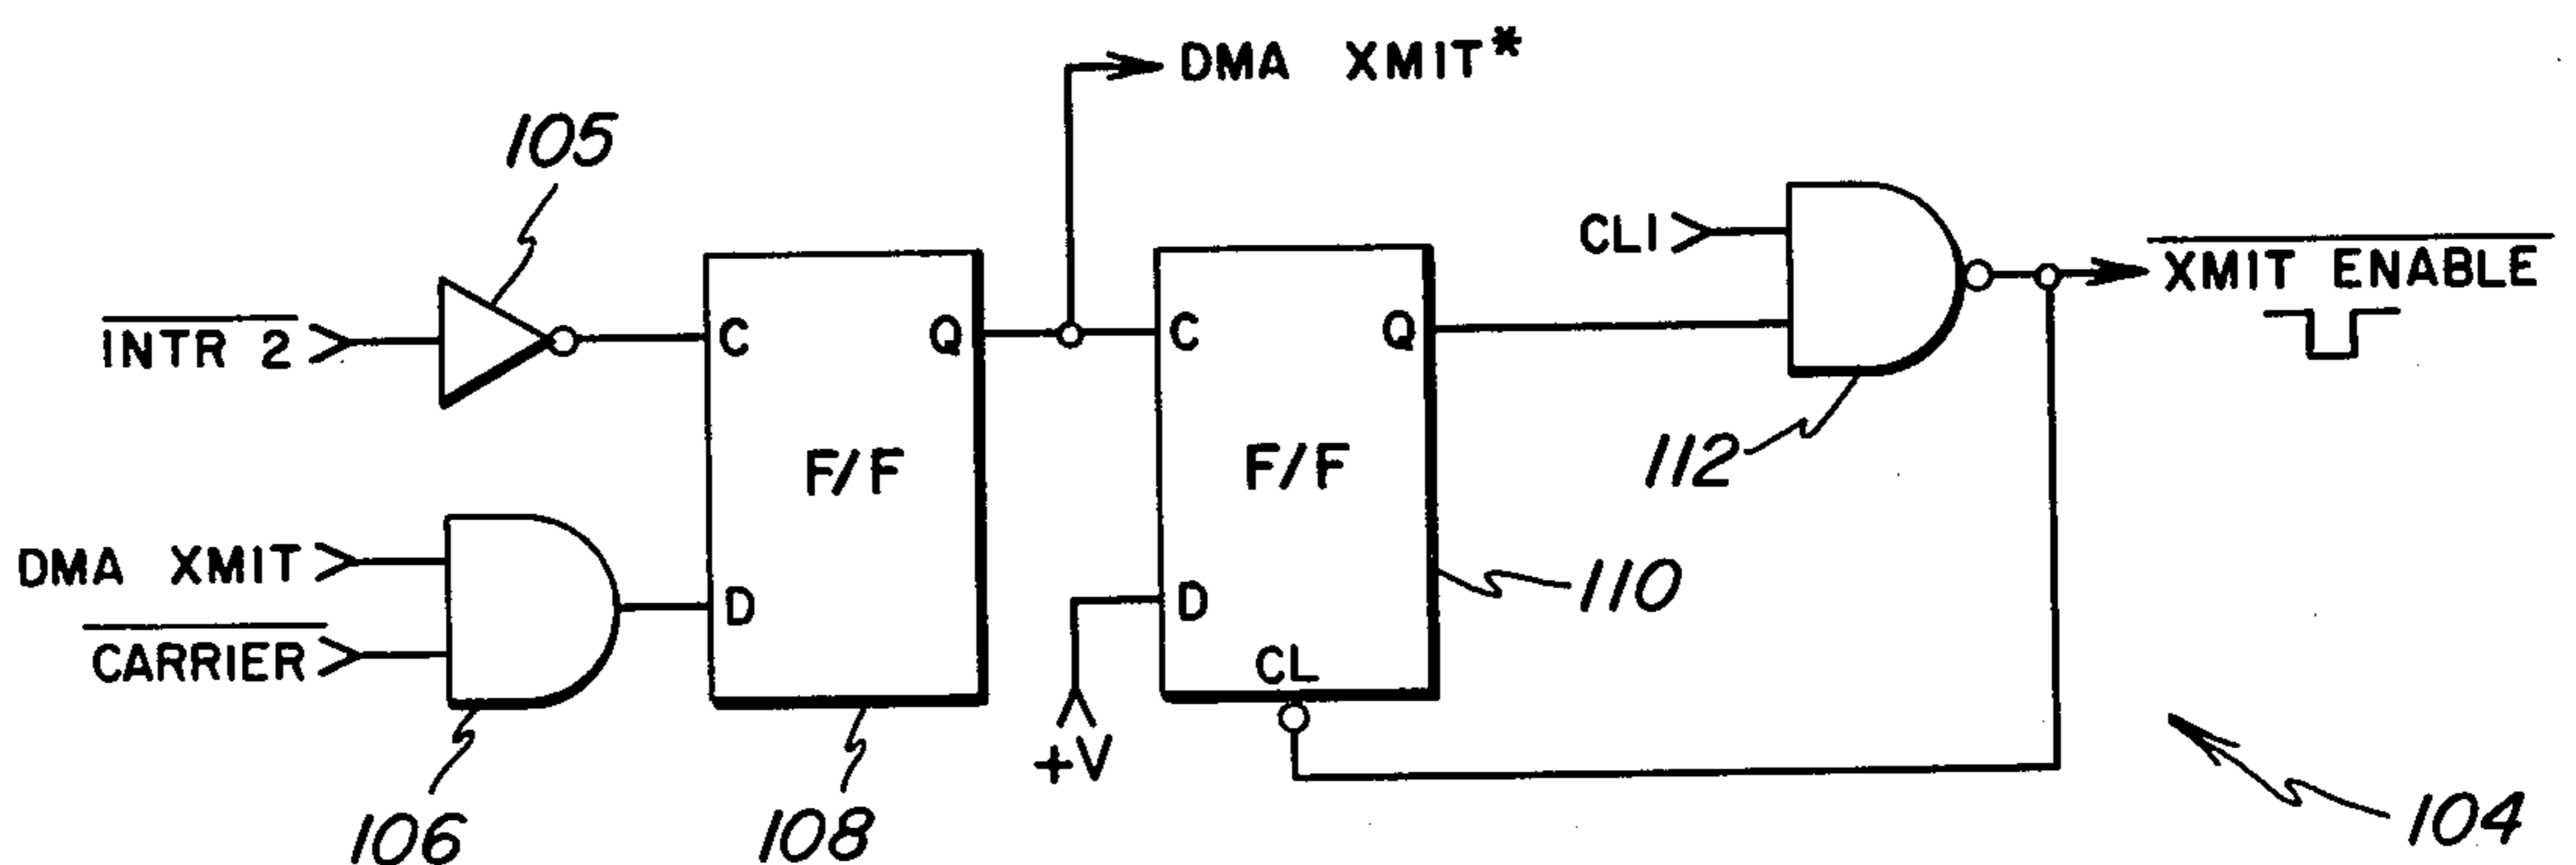 DMA XMIT*
105
CLI
XMIT ENABLE
INTR 2
C
Q
C
Q
F/F
F/F
112
DMA XMIT
D
D
110
CARRIER
CL
+V
106
108
104